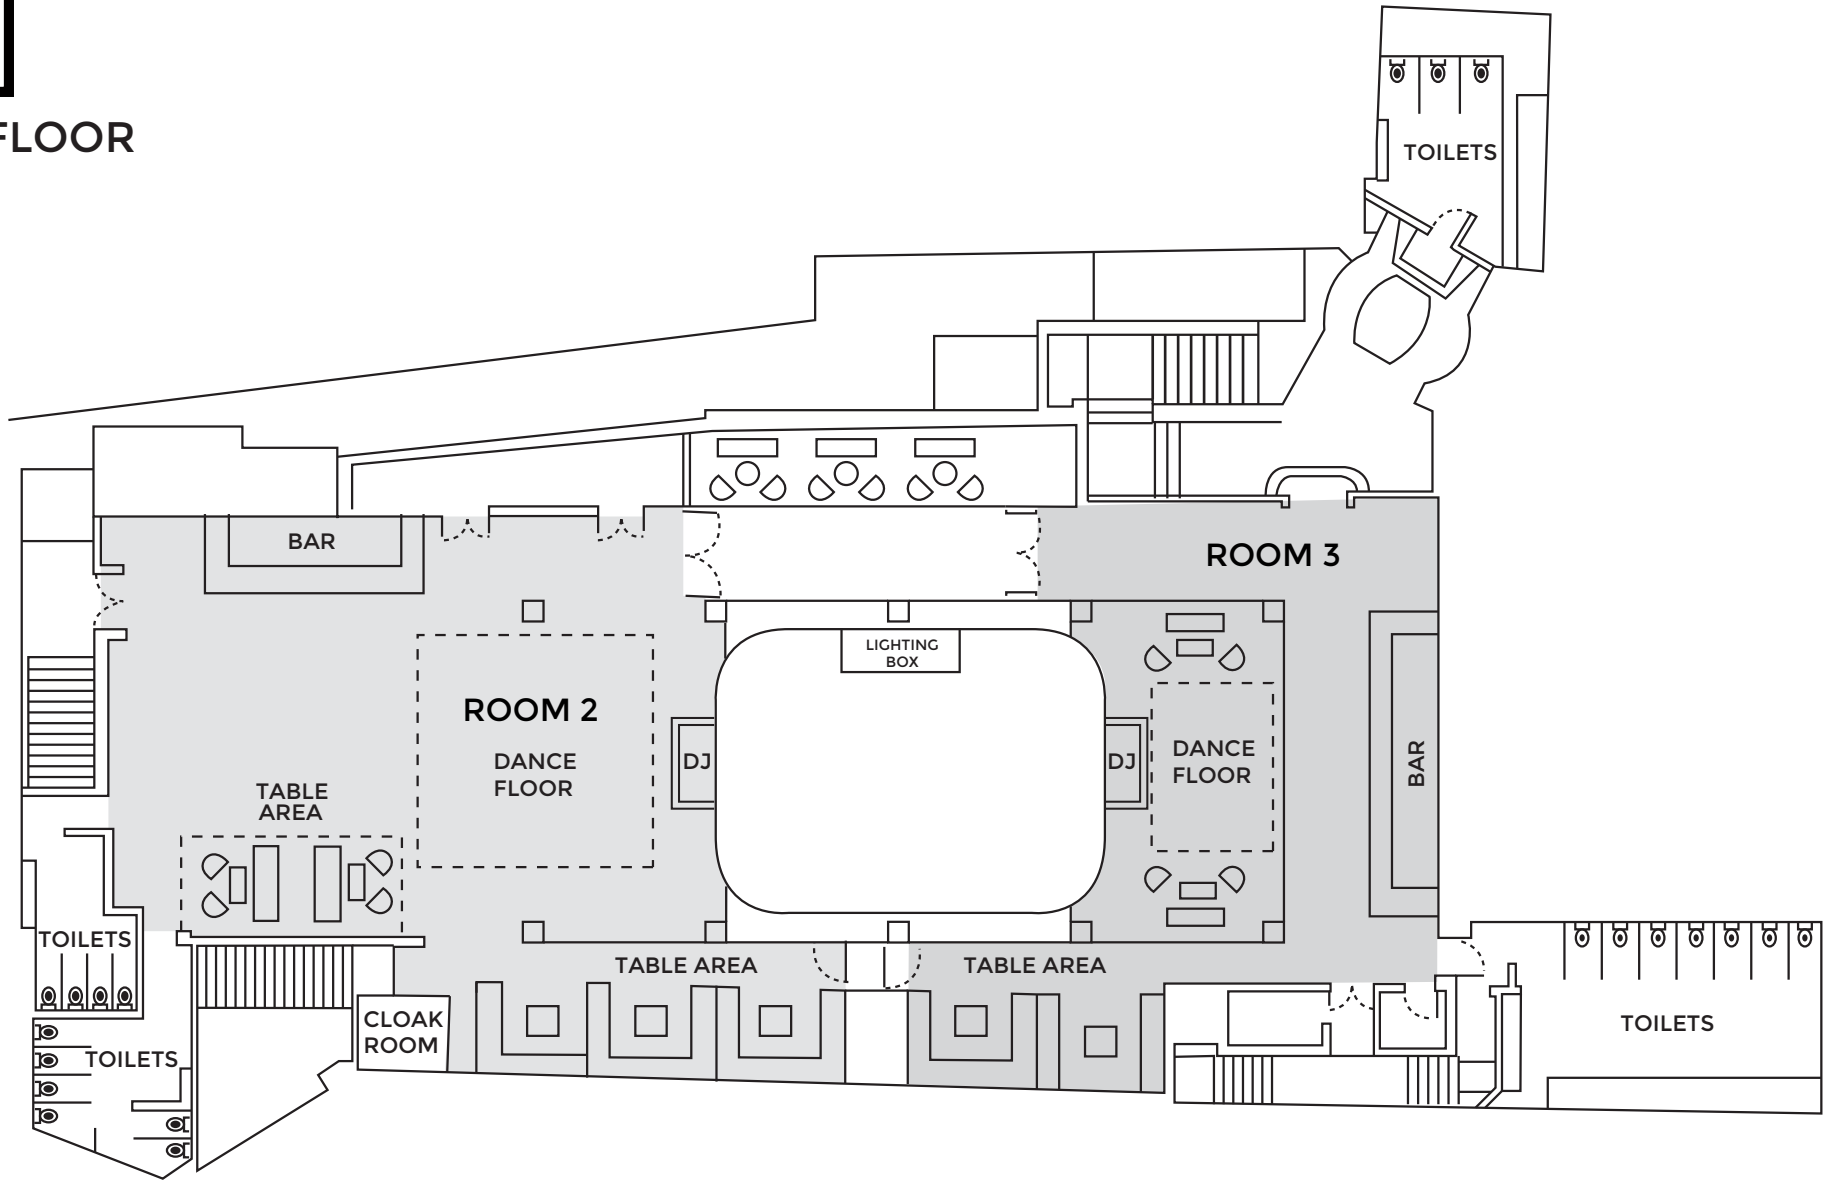 FLOOR
TOILETS
BAR
ROOM 3
LIGHTING
BOX
ROOM 2
DANCE
FLOOR
DJ
DJ
DANCE
FLOOR
BAR
TABLE
AREA
TOILETS
TABLE AREA
TABLE AREA
CLOAK
ROOM
TOILETS
TOILETS